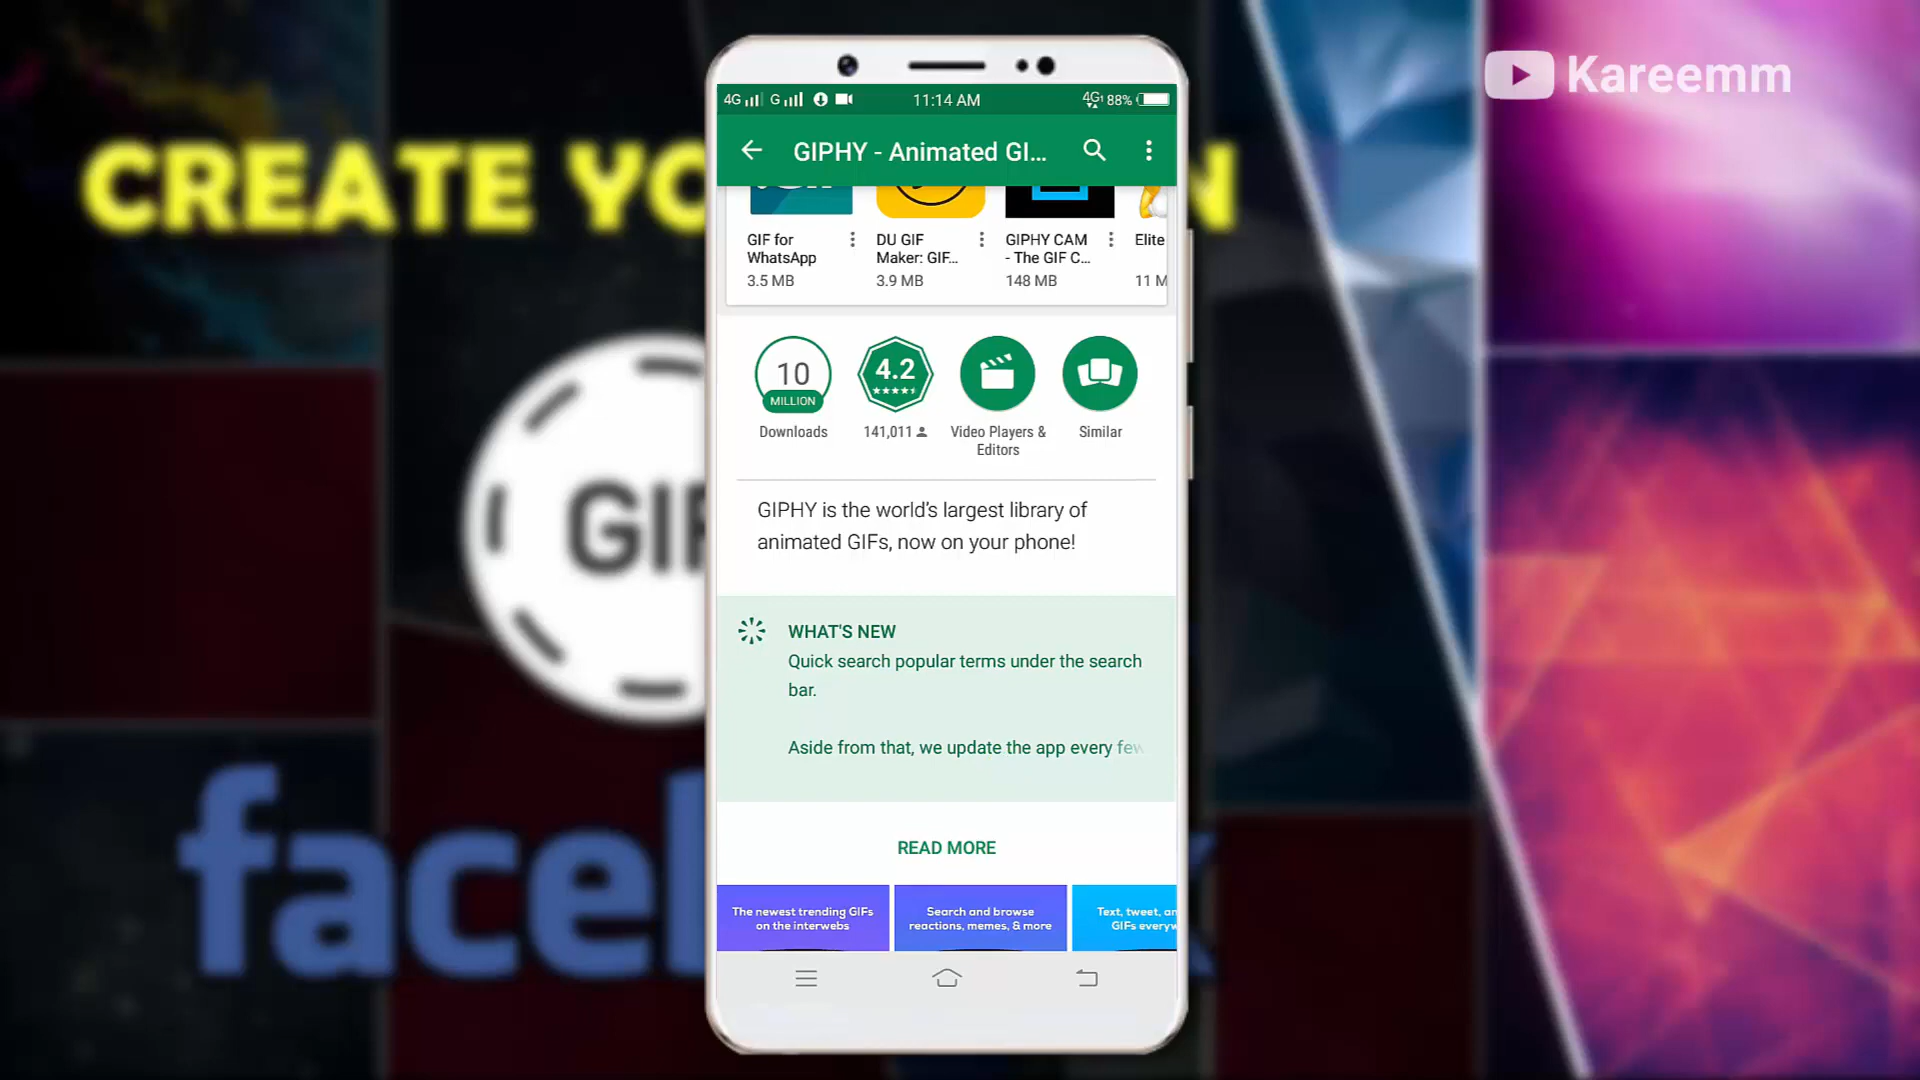 Kareemm
CREATE YO
N
GIF
facel
4G G 11:14 AM 4G 88%
GIPHY - Animated GI...
GIF for WhatsApp
3.5 MB
DU GIF Maker: GIF...
3.9 MB
GIPHY CAM - The GIF C...
148 MB
Elite
11 M
10
MILLION
Downloads
4.2
141,011
Video Players &
Editors
Similar
GIPHY is the world's largest library of
animated GIFs, now on your phone!
WHAT'S NEW
Quick search popular terms under the search
bar.
Aside from that, we update the app every few
READ MORE
The newest trending GIFs
on the interwebs
Search and browse
reactions, memes, & more
Text, tweet, an
GIFs everyw